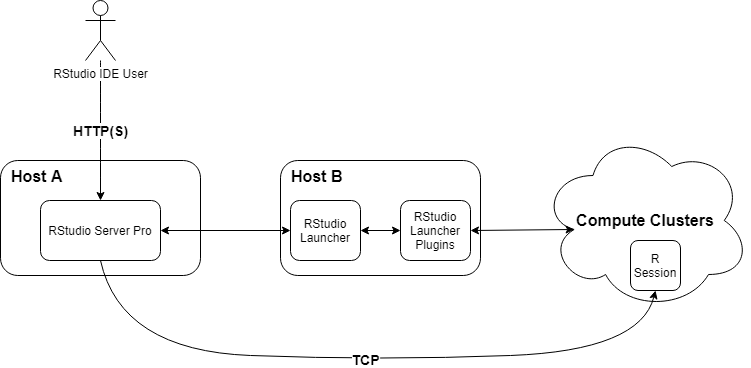 RStudio IDE User
HTTP(S)
Host A
RStudio Server Pro
Host B
RStudio
Launcher
RStudio
Launcher
Plugins
Compute Clusters
R
Session
TCP